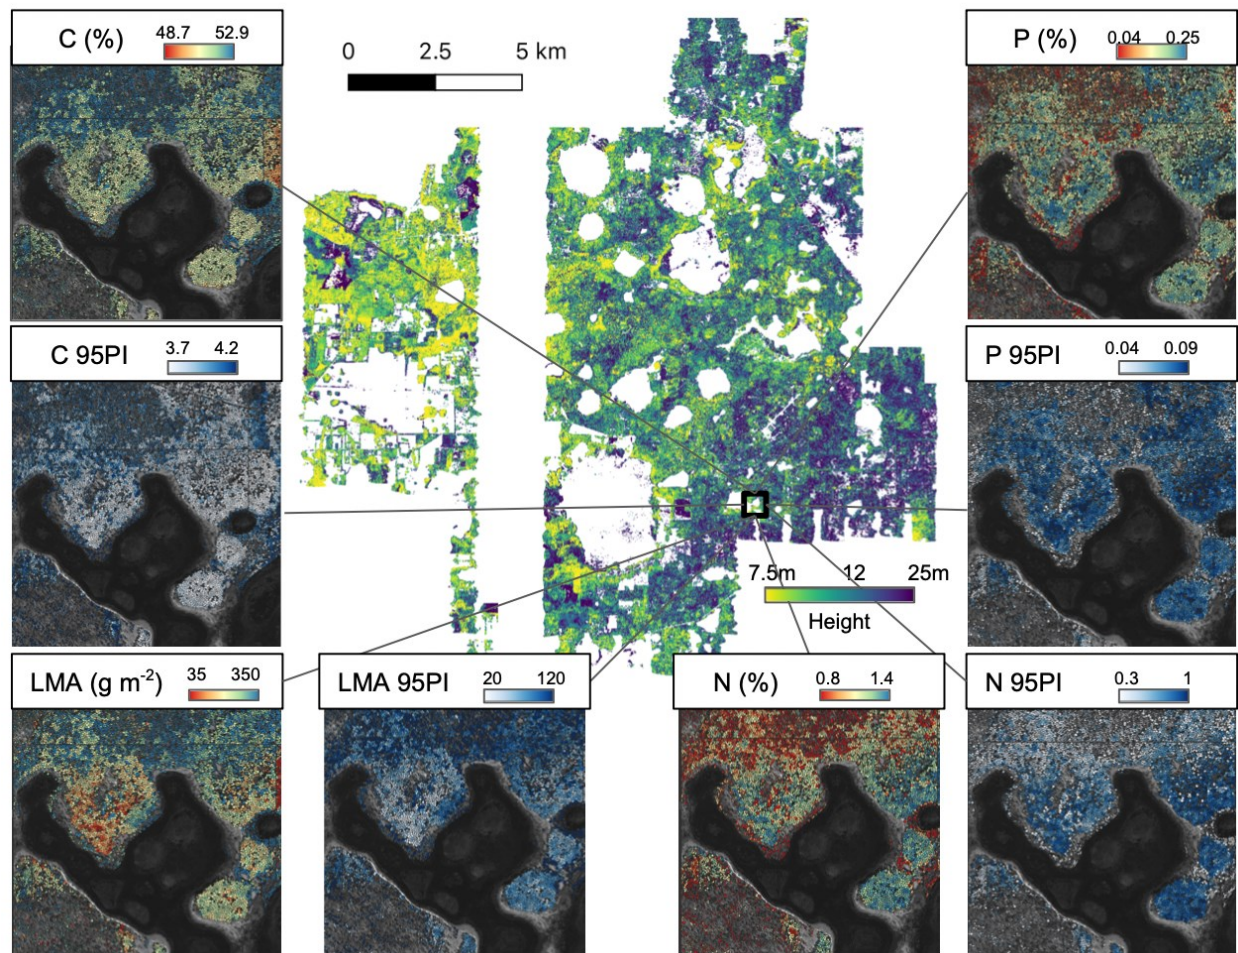 C (%) 48.7 52.9
0 2.5 5 km
P (%) 0.04 0.25
C 95PI 3.7 4.2
P 95PI 0.04 0.09
7.5m 12 25m
Height
LMA (g m⁻²) 35 350
LMA 95PI 20 120
N (%) 0.8 1.4
N 95PI 0.3 1